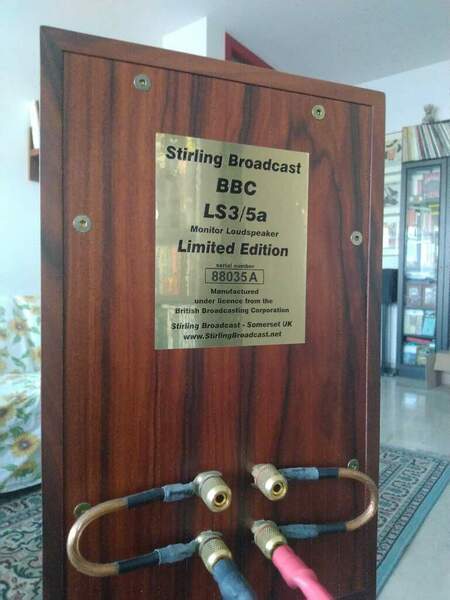 Stirling Broadcast
BBC
LS3/5a
Monitor Loudspeaker
Limited Edition
serial number
88035 A
Manufactured
under licence from the
British Broadcasting Corporation
Stirling Broadcast - Somerset UK
www.StirlingBroadcast.net